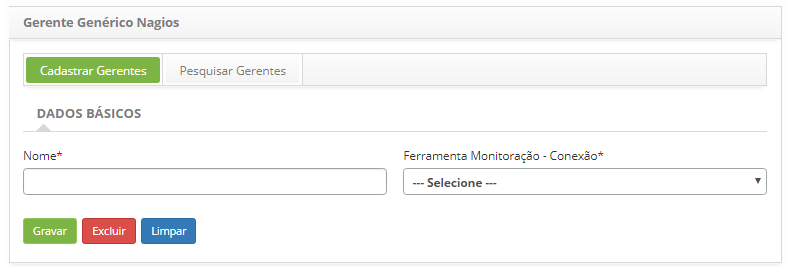 Gerente Genérico Nagios
Cadastrar Gerentes Pesquisar Gerentes
DADOS BÁSICOS
Nome* Ferramenta Monitoração - Conexão*
--- Selecione ---
Gravar Excluir Limpar